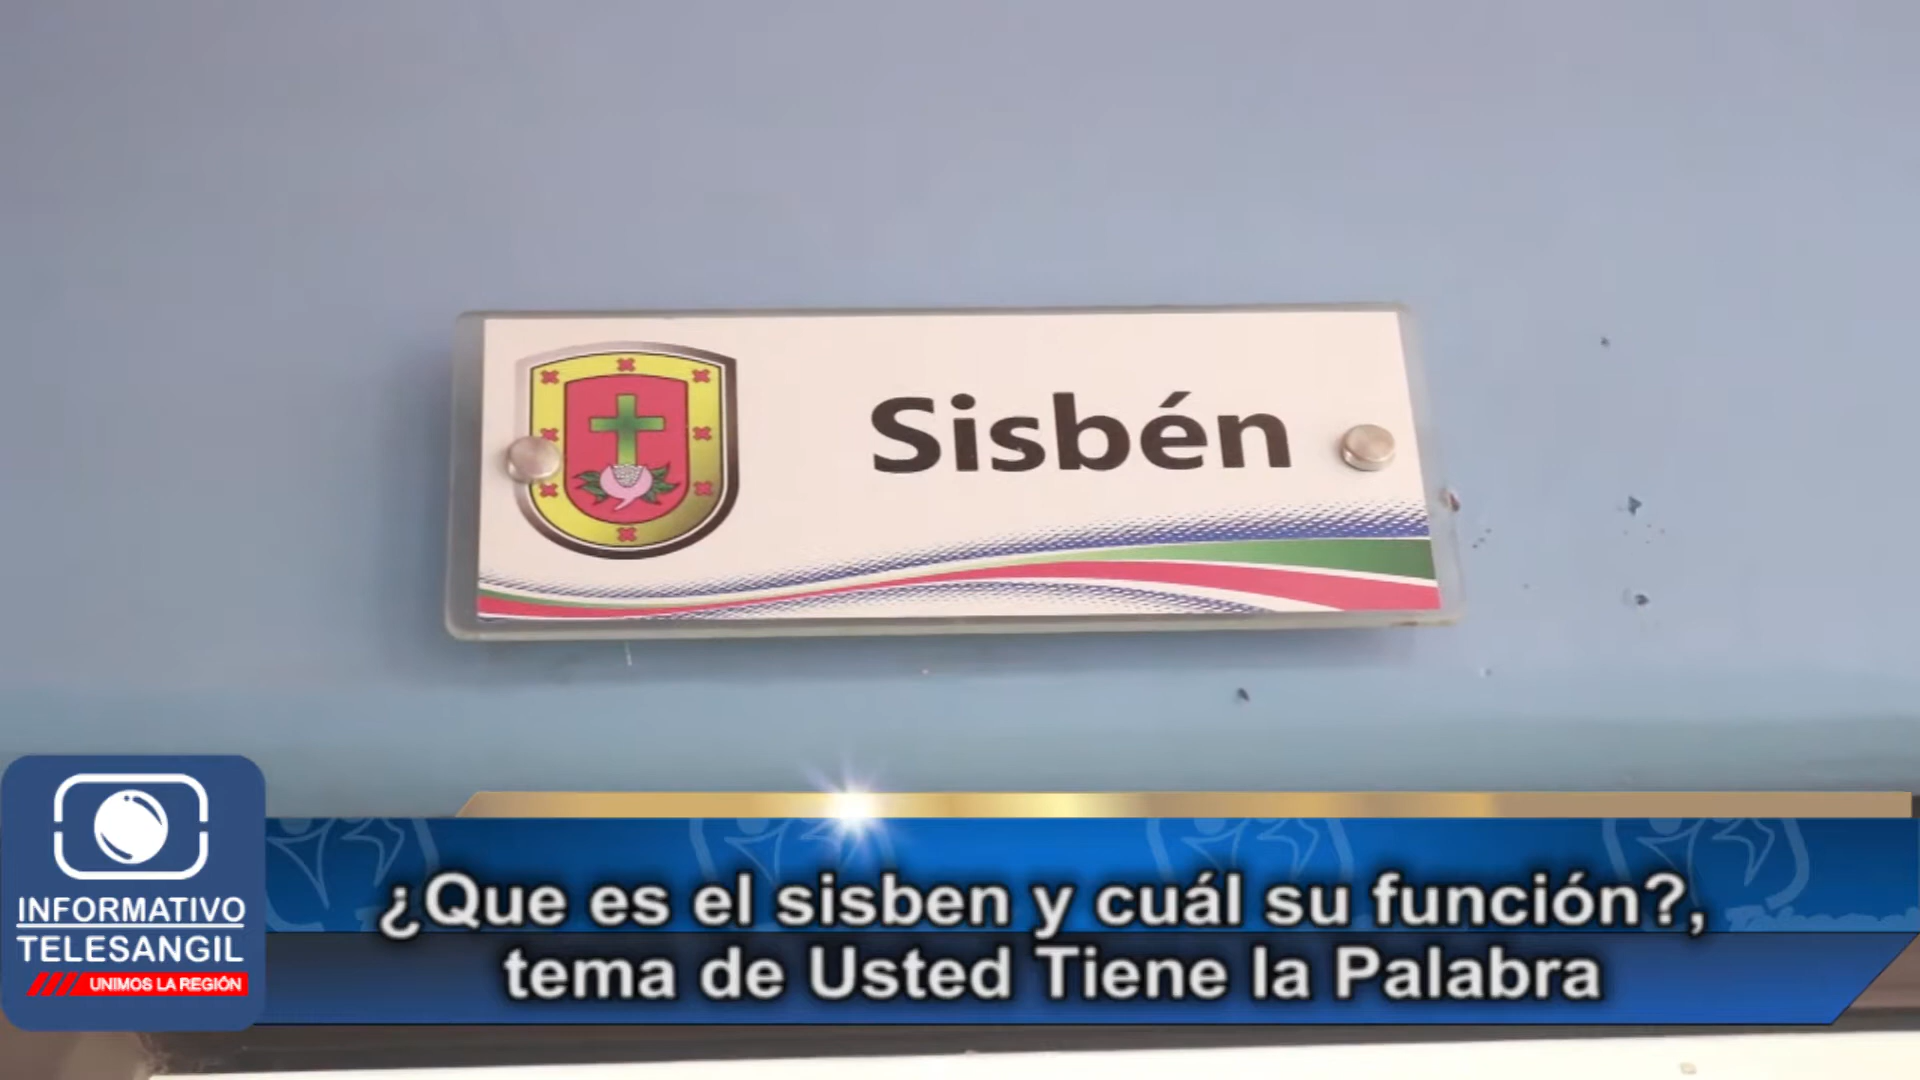 Sisbén
INFORMATIVO
TELESANGIL
UNIMOS LA REGIÓN
¿Que es el sisben y cuál su función?,
tema de Usted Tiene la Palabra